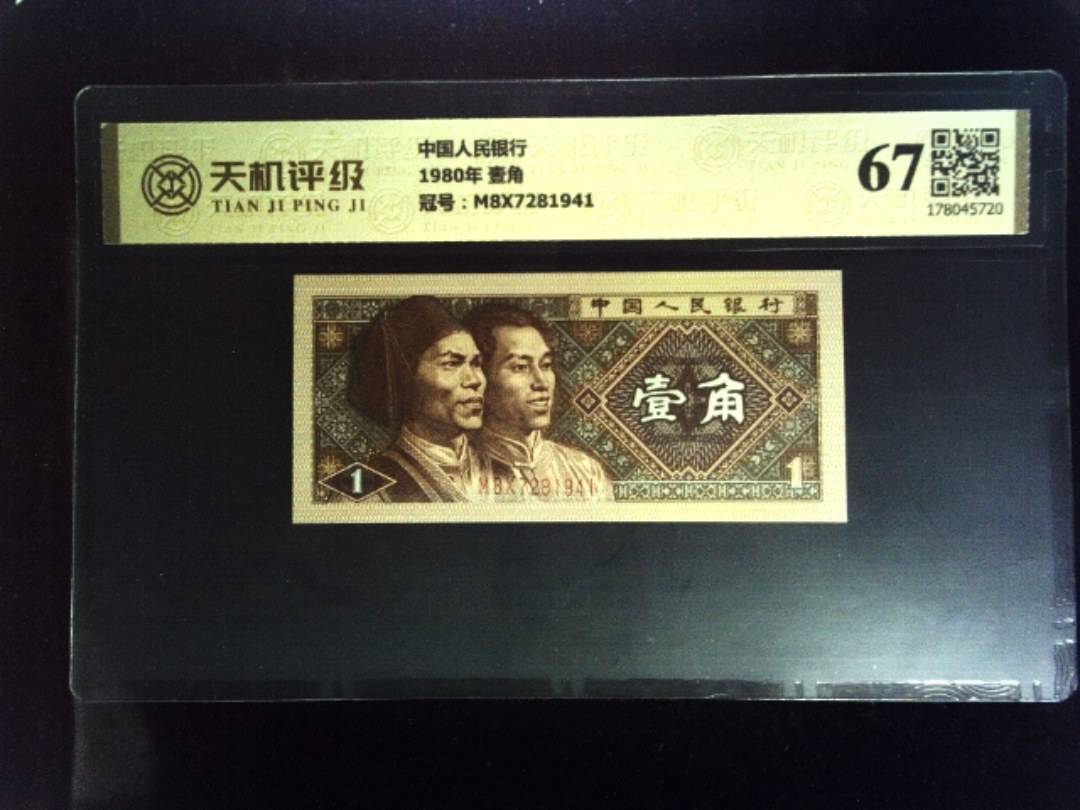 天机评级
TIAN JI PING JI
中国人民银行
1980年 壹角
冠号：M8X7281941
67
178045720
中国人民银行
壹角
1
M8X7281941
1